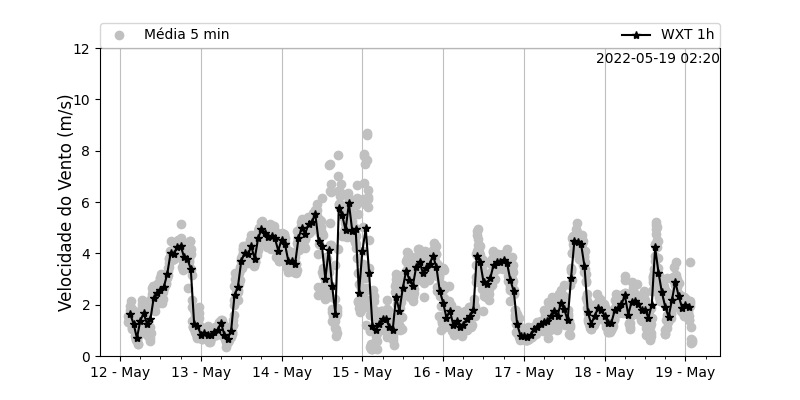 Média 5 min
WXT 1h
2022-05-19 02:20
Velocidade do Vento (m/s)
12
10
8
6
4
2
0
12 - May
13 - May
14 - May
15 - May
16 - May
17 - May
18 - May
19 - May